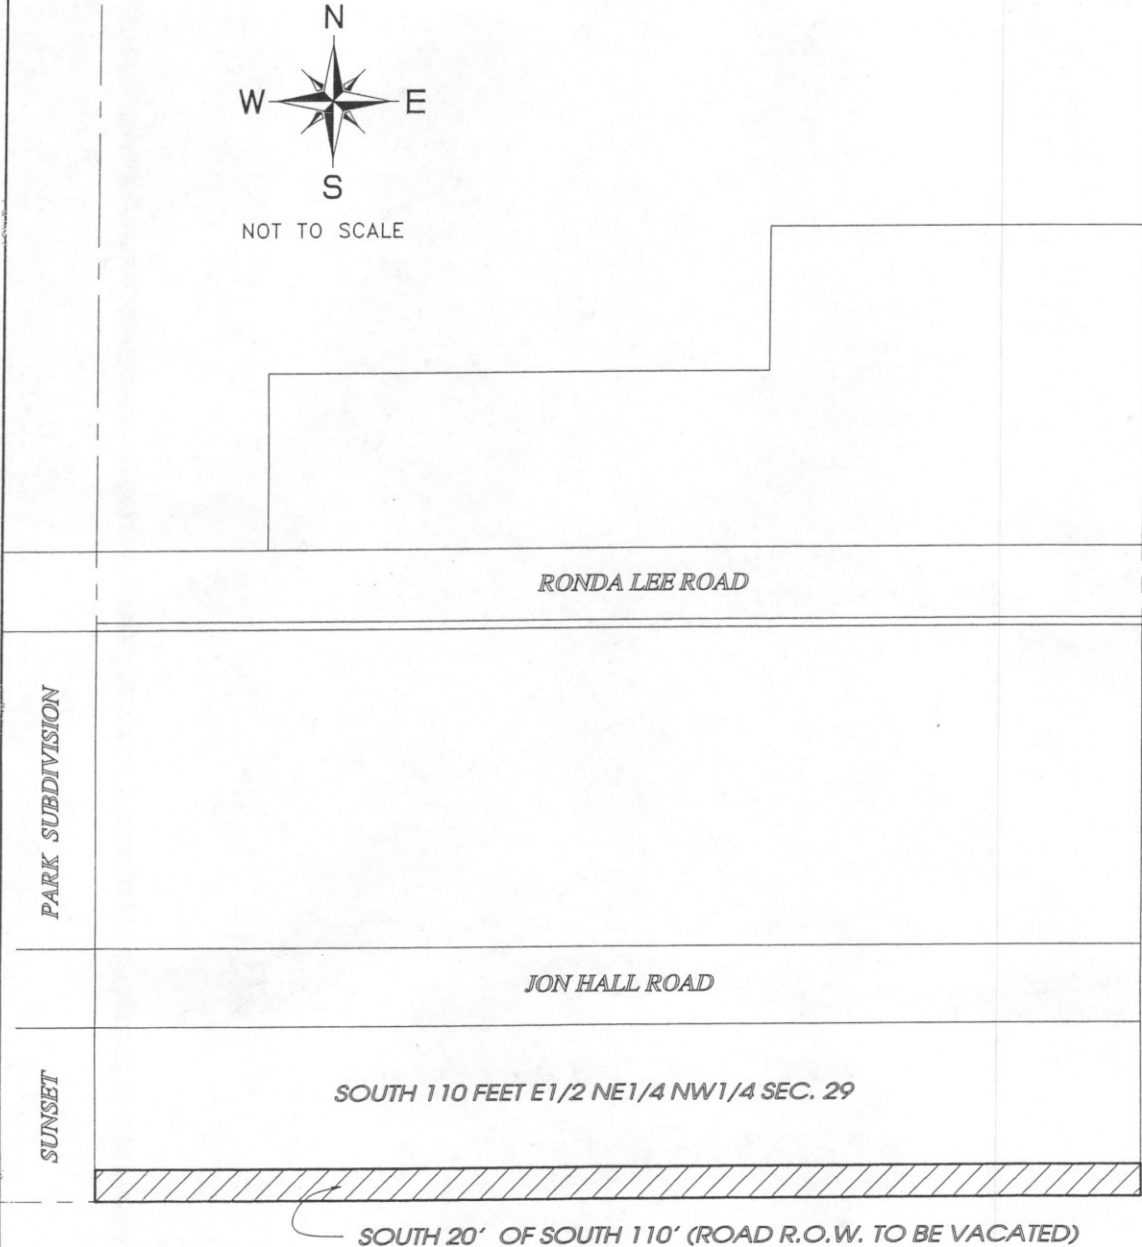 N
W E
S
NOT TO SCALE
RONDA LEE ROAD
PARK SUBDIVISION
JON HALL ROAD
SUNSET
SOUTH 110 FEET E1/2 NE1/4 NW1/4 SEC. 29
SOUTH 20' OF SOUTH 110' (ROAD R.O.W. TO BE VACATED)